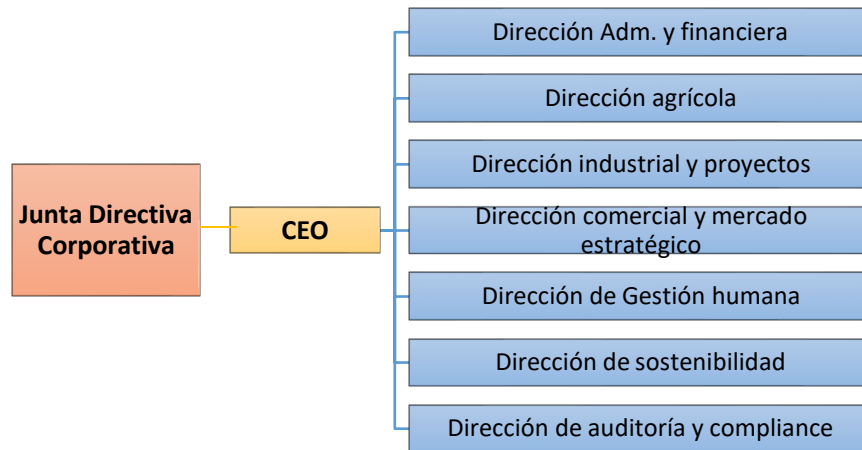 Junta Directiva
Corporativa
CEO
Dirección Adm. y financiera
Dirección agrícola
Dirección industrial y proyectos
Dirección comercial y mercado
estratégico
Dirección de Gestión humana
Dirección de sostenibilidad
Dirección de auditoría y compliance